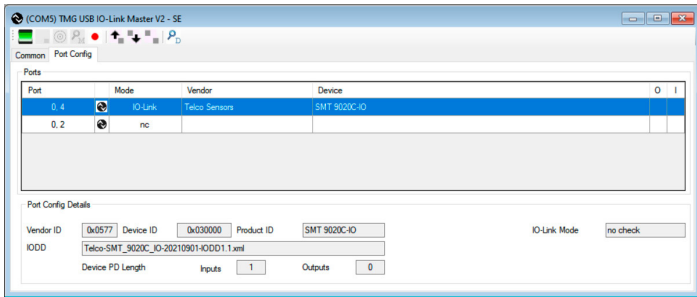 (COM5) TMG USB IO-Link Master V2 - SE
Common Port Config
Ports
Port Mode Vendor Device O I
0, 4 IO-Link Telco Sensors SMT 9020C-IO
0, 2 nc
Port Config Details
Vendor ID 0x0577 Device ID 0x030000 Product ID SMT 9020C-IO IO-Link Mode no check
IODD Telco-SMT_9020C_IO-20210901-IODD1.1.xml
Device PD Length Inputs 1 Outputs 0